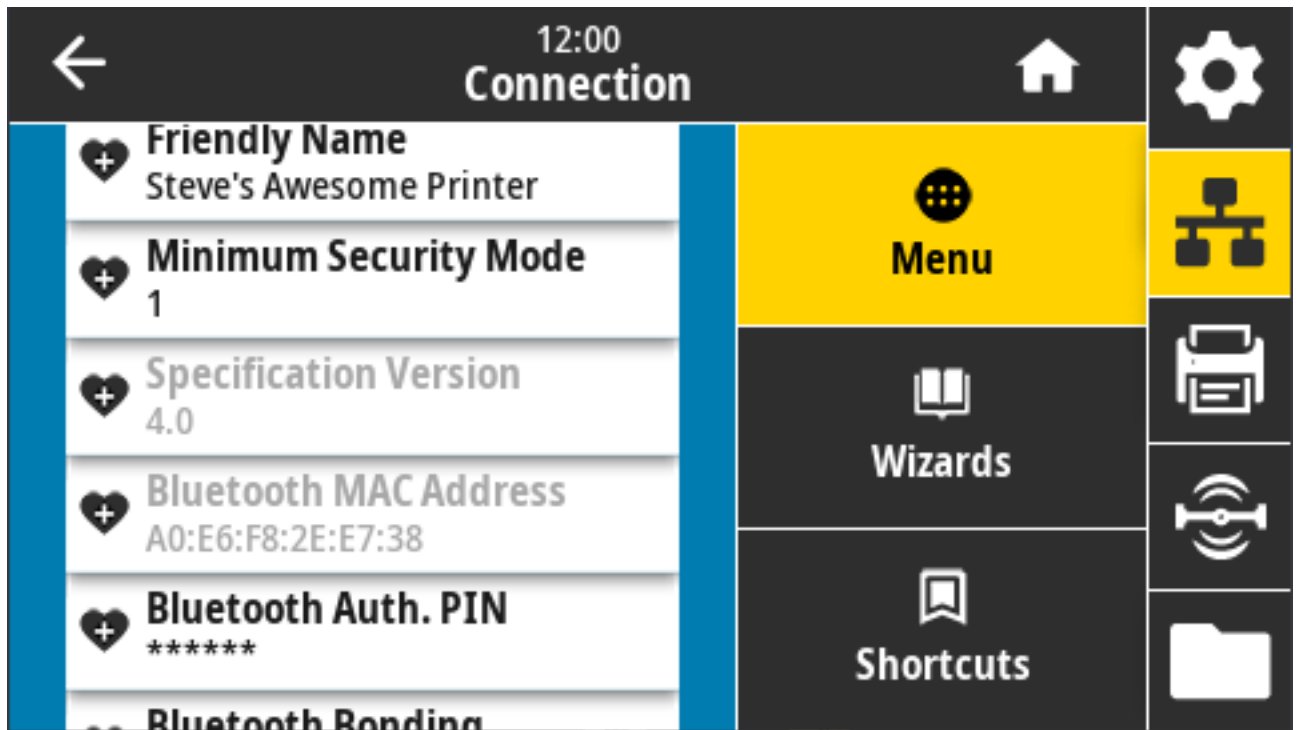 12:00
Connection
Friendly Name
Steve's Awesome Printer
Minimum Security Mode
1
Specification Version
4.0
Bluetooth MAC Address
A0:E6:F8:2E:E7:38
Bluetooth Auth. PIN
******
Bluetooth Bonding
Menu
Wizards
Shortcuts